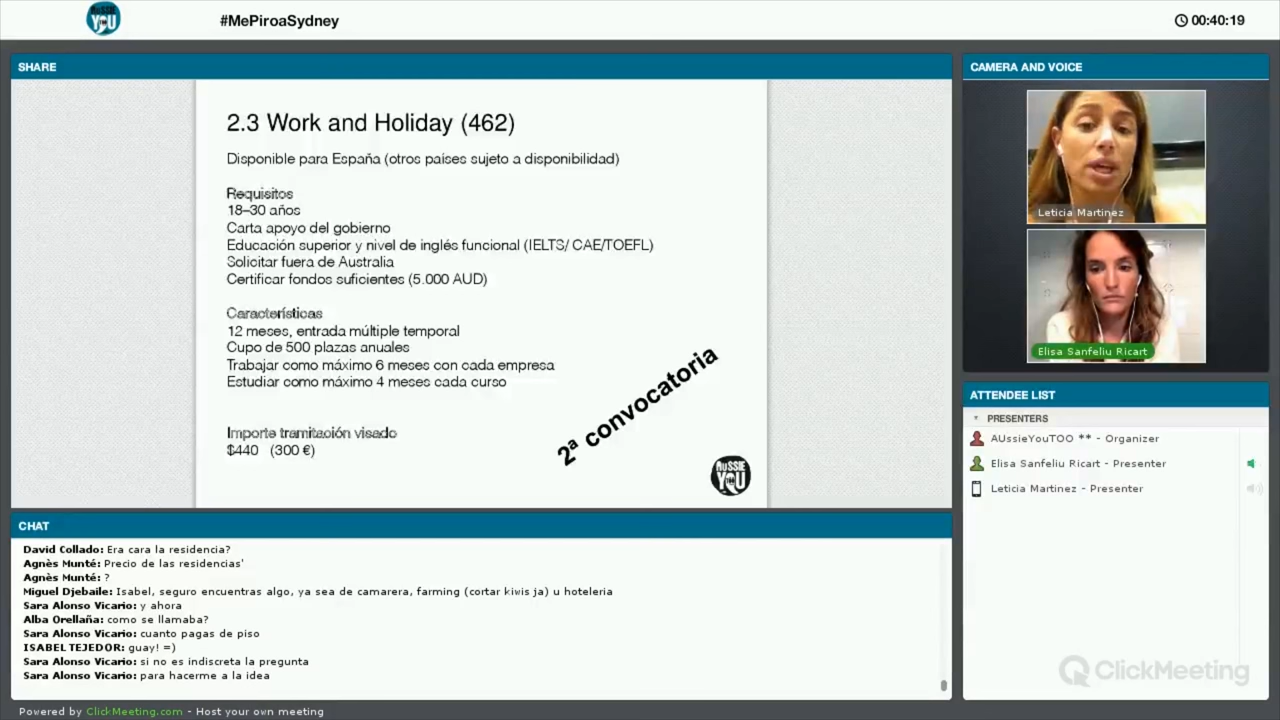 AUSSIE
YOU
TOO
#MePiroaSydney
00:40:19
SHARE
2.3 Work and Holiday (462)
Disponible para España (otros países sujeto a disponibilidad)
Requisitos
18–30 años
Carta apoyo del gobierno
Educación superior y nivel de inglés funcional (IELTS/ CAE/TOEFL)
Solicitar fuera de Australia
Certificar fondos suficientes (5.000 AUD)
Características
12 meses, entrada múltiple temporal
Cupo de 500 plazas anuales
Trabajar como máximo 6 meses con cada empresa
Estudiar como máximo 4 meses cada curso
Importe tramitación visado
$440 (300 €)
2ª convocatoria
AUSSIE
YOU
TOO
CAMERA AND VOICE
Leticia Martinez
Elisa Sanfeliu Ricart
ATTENDEE LIST
PRESENTERS
AUssieYouTOO ** - Organizer
Elisa Sanfeliu Ricart - Presenter
Leticia Martinez - Presenter
ClickMeeting
CHAT
David Collado: Era cara la residencia?
Agnès Munté: Precio de las residencias'
Agnès Munté: ?
Miguel Djebaile: Isabel, seguro encuentras algo, ya sea de camarera, farming (cortar kiwis ja) u hoteleria
Sara Alonso Vicario: y ahora
Alba Orellaña: como se llamaba?
Sara Alonso Vicario: cuanto pagas de piso
ISABEL TEJEDOR: guay! =)
Sara Alonso Vicario: si no es indiscreta la pregunta
Sara Alonso Vicario: para hacerme a la idea
Powered by ClickMeeting.com - Host your own meeting